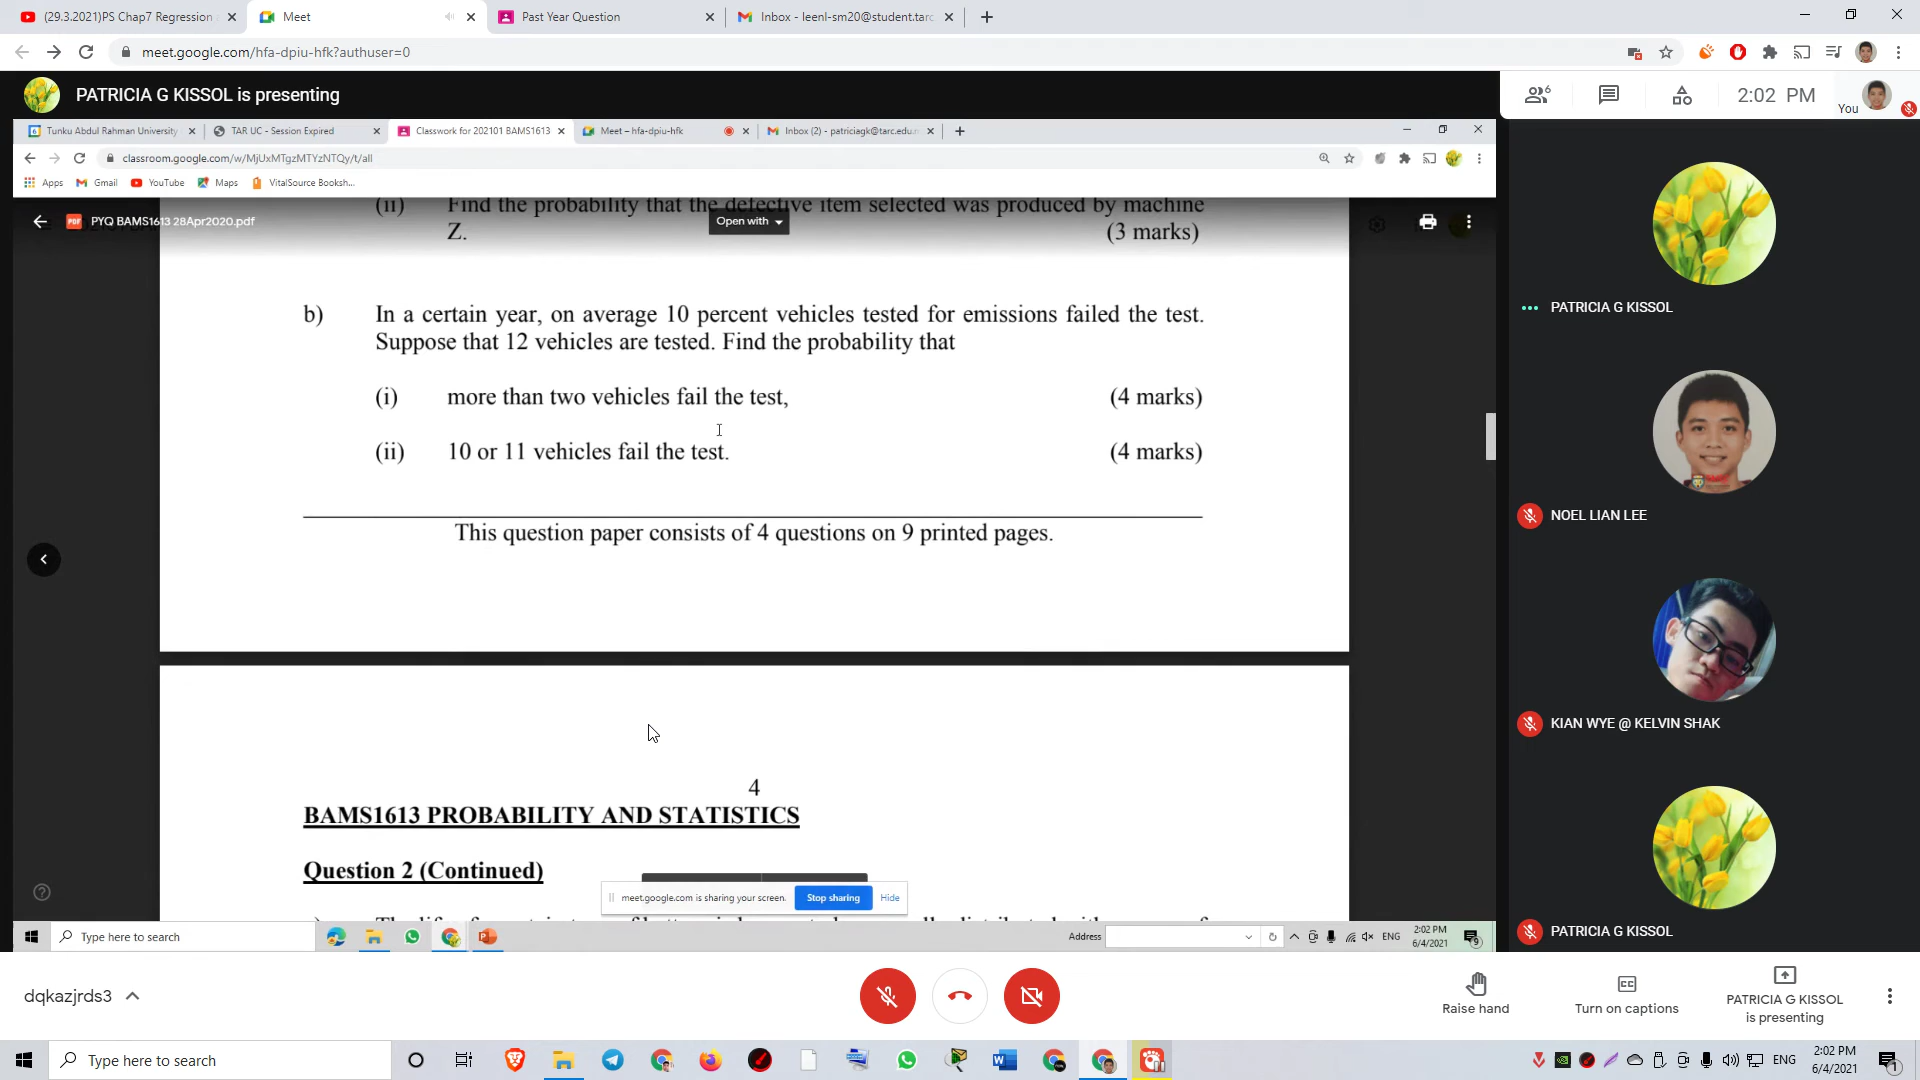 (29.3.2021)PS Chap7 Regression
Meet
Past Year Question
Inbox - leenl-sm20@student.tarc
meet.google.com/hfa-dpiu-hfk?authuser=0
PATRICIA G KISSOL is presenting
6
2:02 PM
You
Tunku Abdul Rahman University
TAR UC - Session Expired
Classwork for 202101 BAMS1613
Meet – hfa-dpiu-hfk
Inbox (2) - patriciagk@tarc.edu.m
classroom.google.com/w/MjUxMTgzMTYzNTQy/t/all
Apps
Gmail
YouTube
Maps
VitalSource Booksh...
PDF
PYQ BAMS1613 28Apr2020.pdf
Open with
(ii) Find the probability that the defective item selected was produced by machine
Z. (3 marks)
b) In a certain year, on average 10 percent vehicles tested for emissions failed the test.
Suppose that 12 vehicles are tested. Find the probability that
(i) more than two vehicles fail the test, (4 marks)
(ii) 10 or 11 vehicles fail the test. (4 marks)
This question paper consists of 4 questions on 9 printed pages.
4
BAMS1613 PROBABILITY AND STATISTICS
Question 2 (Continued)
meet.google.com is sharing your screen.
Stop sharing
Hide
Type here to search
Address
ENG
2:02 PM
6/4/2021
9
PATRICIA G KISSOL
NOEL LIAN LEE
KIAN WYE @ KELVIN SHAK
PATRICIA G KISSOL
dqkazjrds3
Raise hand
Turn on captions
PATRICIA G KISSOL
is presenting
Type here to search
ENG
2:02 PM
6/4/2021
1